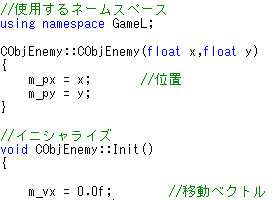 //使用するネームスペース
using namespace GameL;
CObjEnemy::CObjEnemy(float x,float y)
{
m_px = x; //位置
m_py = y;
}
//イニシャライズ
void CObjEnemy::Init()
{
m_vx = 0.0f; //移動ベクトル